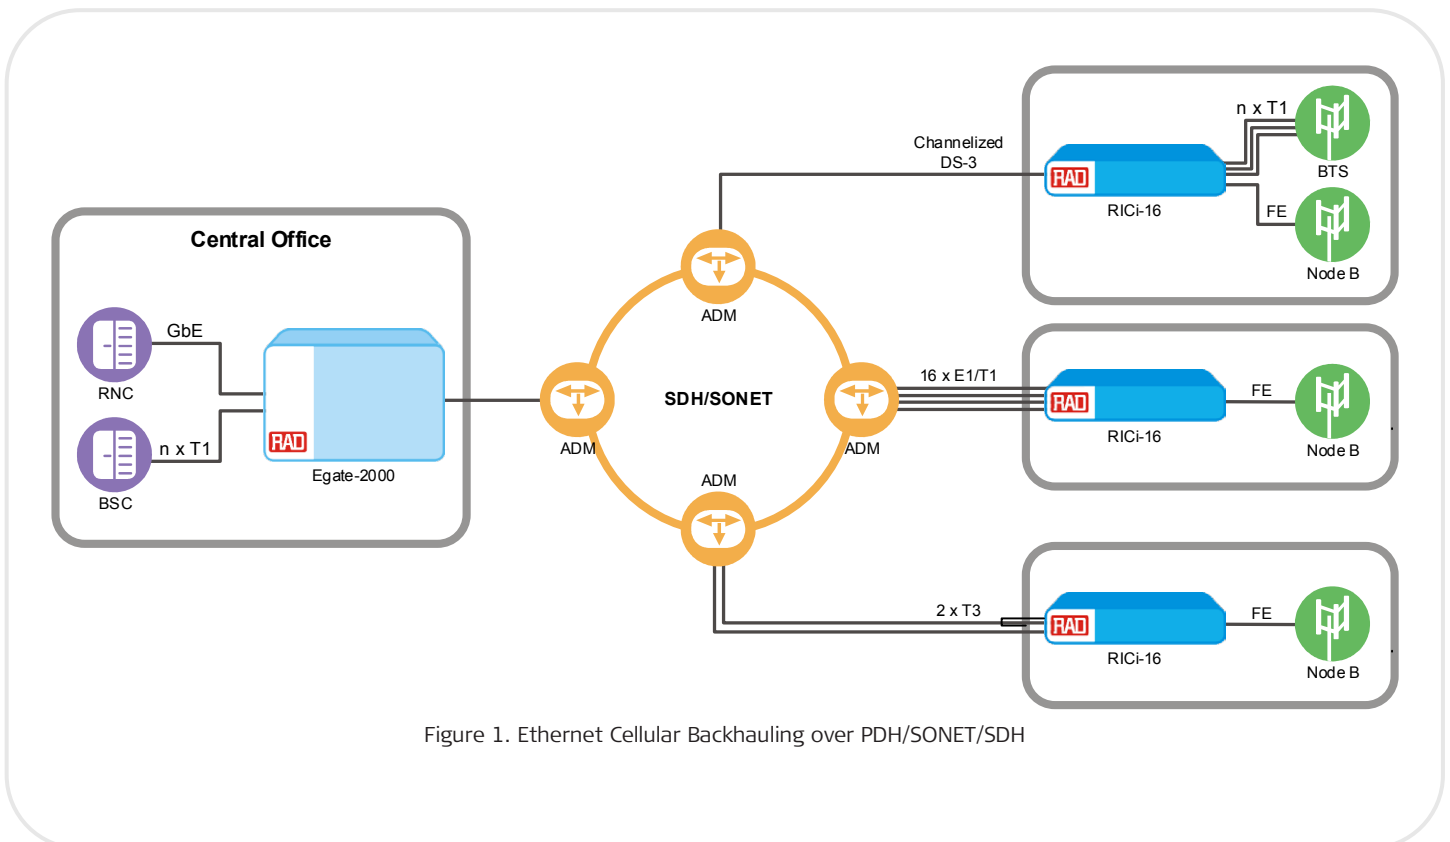 n x T1
Channelized
DS-3
RAD
BTS
RICi-16
FE
Node B
Central Office
ADM
GbE
RNC
n x T1
BSC
RAD
Egate-2000
ADM
SDH/SONET
ADM
16 x E1/T1
RAD
RICi-16
FE
Node B
ADM
2 x T3
RAD
RICi-16
FE
Node B
Figure 1. Ethernet Cellular Backhauling over PDH/SONET/SDH